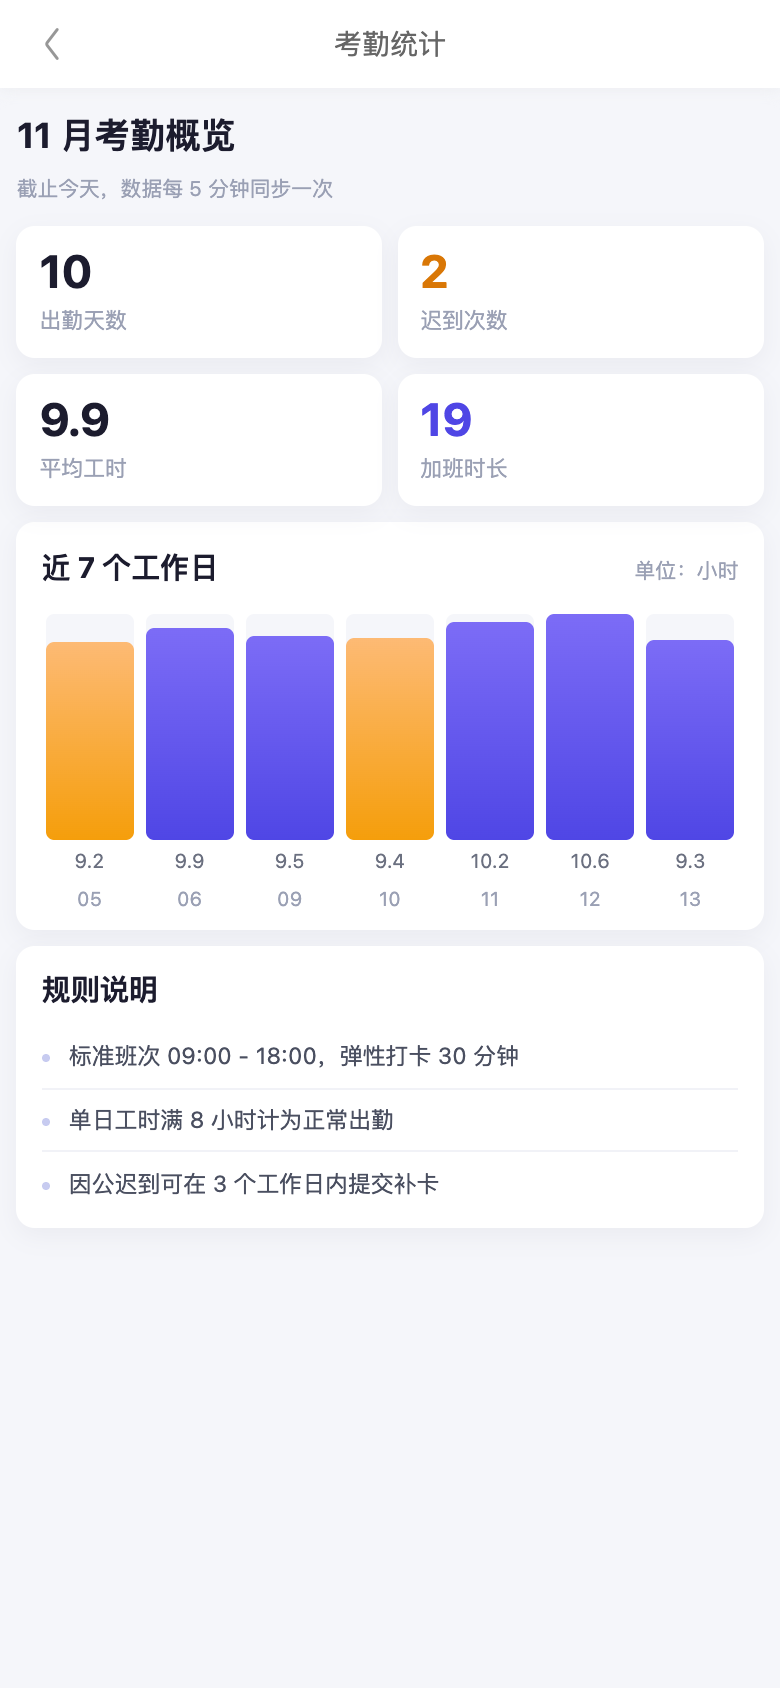 考勤统计
11 月考勤概览
截止今天，数据每 5 分钟同步一次
10
出勤天数
2
迟到次数
9.9
平均工时
19
加班时长
近 7 个工作日
单位：小时
9.2 9.9 9.5 9.4 10.2 10.6 9.3
05 06 09 10 11 12 13
规则说明
标准班次 09:00 - 18:00，弹性打卡 30 分钟
单日工时满 8 小时计为正常出勤
因公迟到可在 3 个工作日内提交补卡